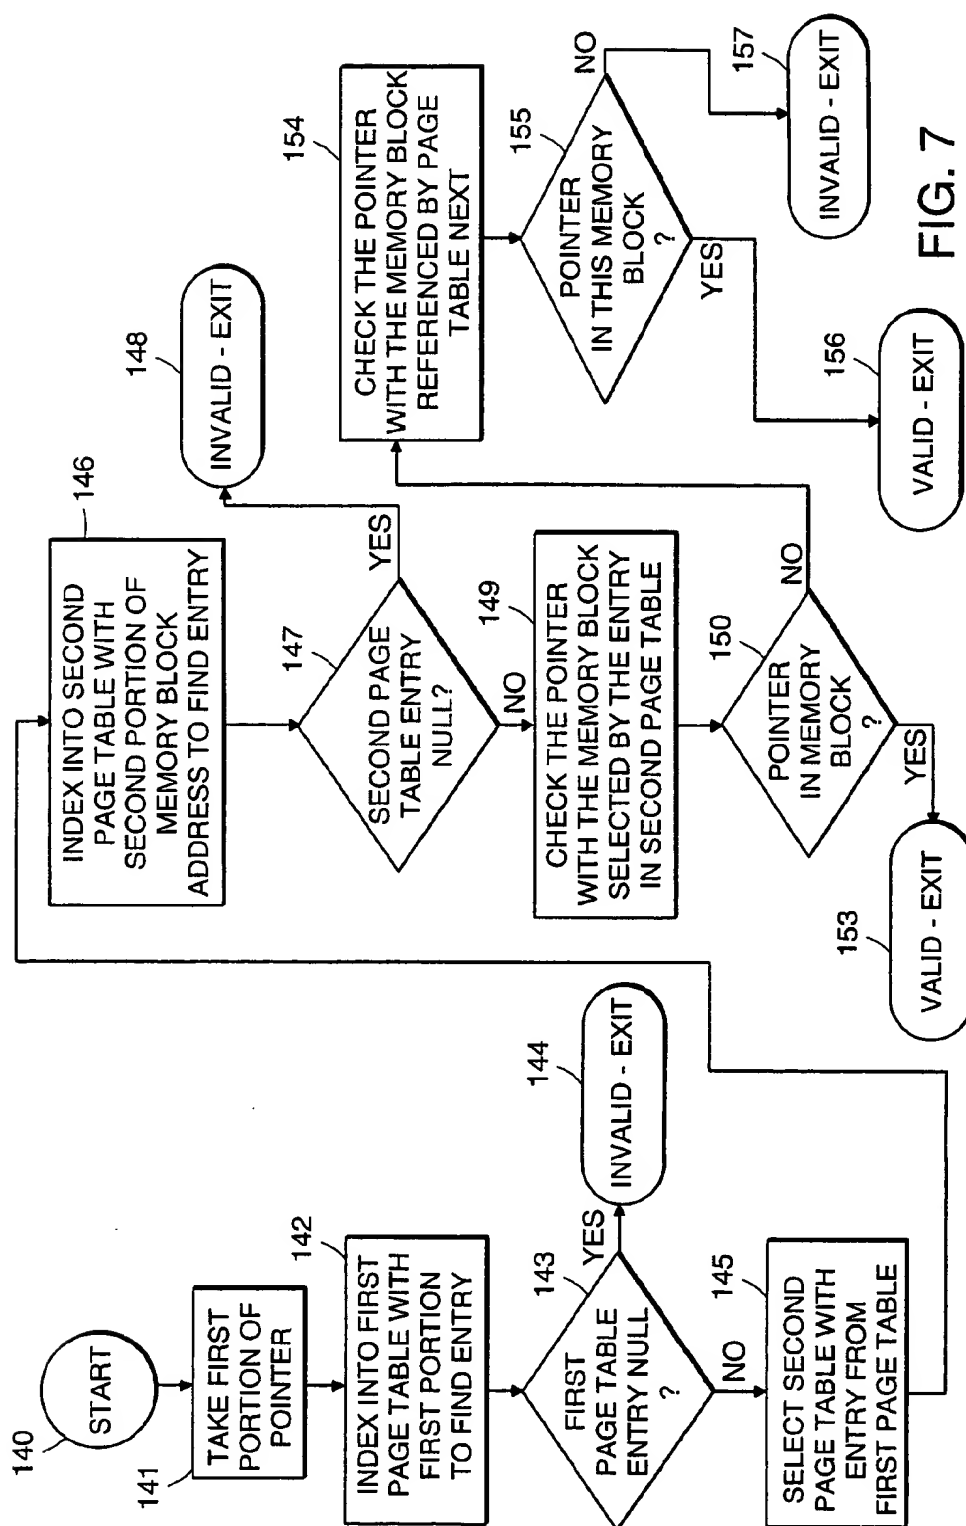 140
START
141
TAKE FIRST
PORTION OF
POINTER
142
INDEX INTO FIRST
PAGE TABLE WITH
FIRST PORTION
TO FIND ENTRY
143
FIRST
PAGE TABLE
ENTRY NULL
?
YES
NO
144
INVALID - EXIT
145
SELECT SECOND
PAGE TABLE WITH
ENTRY FROM
FIRST PAGE TABLE
146
INDEX INTO SECOND
PAGE TABLE WITH
SECOND PORTION OF
MEMORY BLOCK
ADDRESS TO FIND ENTRY
147
SECOND PAGE
TABLE ENTRY
NULL?
YES
NO
148
INVALID - EXIT
149
CHECK THE POINTER
WITH THE MEMORY BLOCK
SELECTED BY THE ENTRY
IN SECOND PAGE TABLE
150
POINTER
IN MEMORY
BLOCK
?
YES
NO
153
VALID - EXIT
154
CHECK THE POINTER
WITH THE MEMORY BLOCK
REFERENCED BY PAGE
TABLE NEXT
155
POINTER
IN THIS MEMORY
BLOCK
?
YES
NO
156
VALID - EXIT
157
INVALID - EXIT
FIG. 7